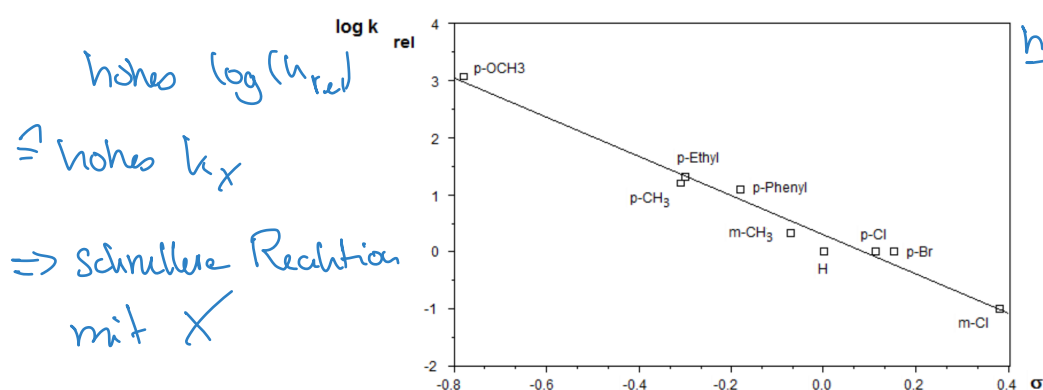 log k
rel
hohes log(k_rel)
≙ hohes k_X
=> schnellere Reaktion
mit X
h
4
3
2
1
0
-1
-2
p-OCH3
p-Ethyl
p-CH₃
p-Phenyl
m-CH₃
H
p-Cl
p-Br
m-Cl
-0.8 -0.6 -0.4 -0.2 0.0 0.2 0.4 σ